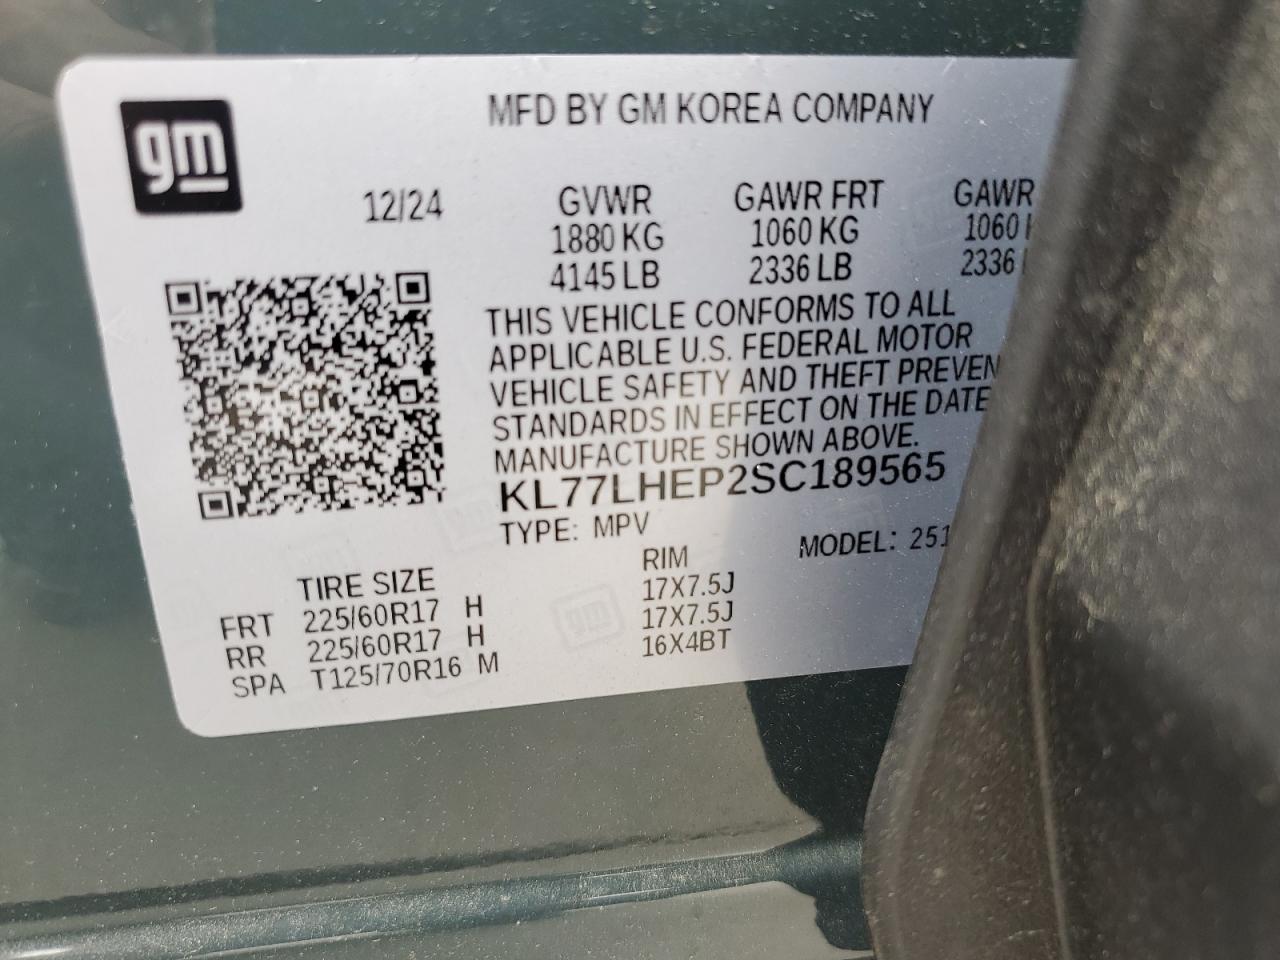 gm
MFD BY GM KOREA COMPANY
12/24
GVWR
1880 KG
4145 LB
GAWR FRT
1060 KG
2336 LB
GAWR
1060
2336
THIS VEHICLE CONFORMS TO ALL
APPLICABLE U.S. FEDERAL MOTOR
VEHICLE SAFETY AND THEFT PREVEN
STANDARDS IN EFFECT ON THE DATE
MANUFACTURE SHOWN ABOVE.
KL77LHEP2SC189565
TYPE: MPV
MODEL: 251
TIRE SIZE RIM
FRT 225/60R17 H 17X7.5J
RR 225/60R17 H 17X7.5J
SPA T125/70R16 M 16X4BT
gm